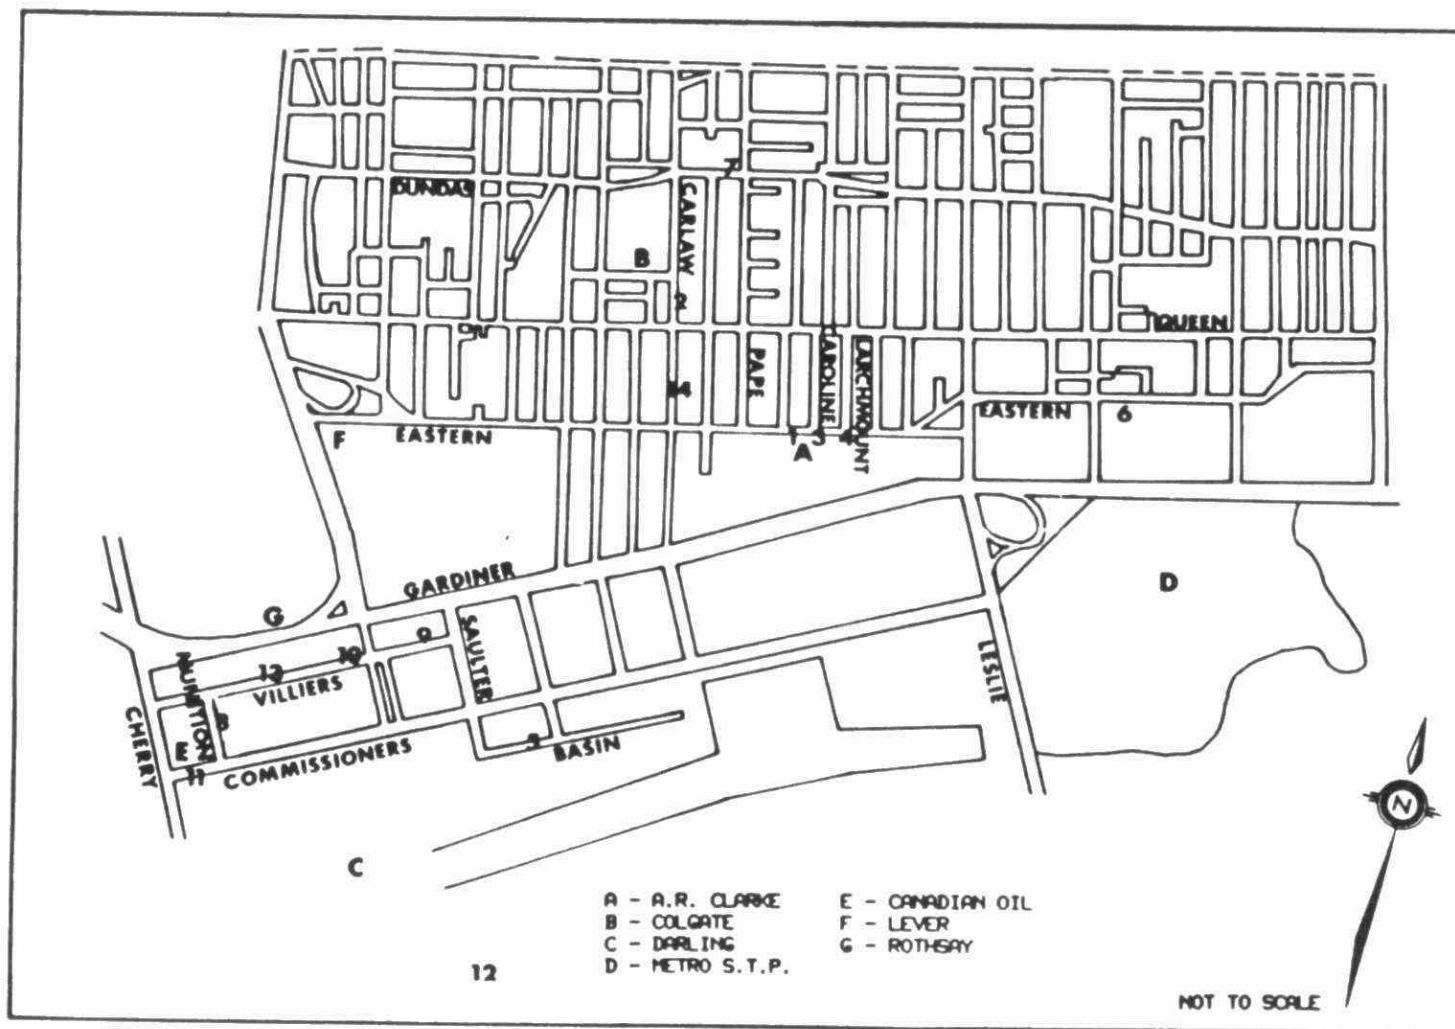 7
DUNDAS
CARLAW
B
2
QUEEN
PAPE
CAROLINE
LARCHMOUNT
14
EASTERN
6
F
EASTERN
1
3
4
A
GARDINER
D
G
9
SAULTER
10
13
MUNITION
VILLIERS
LESLIE
CHERRY
8
E
11
COMMISSIONERS
5
BASIN
N
C
A - A.R. CLARKE
B - COLGATE
C - DARLING
D - METRO S.T.P.
E - CANADIAN OIL
F - LEVER
G - ROTHSAY
12
NOT TO SCALE